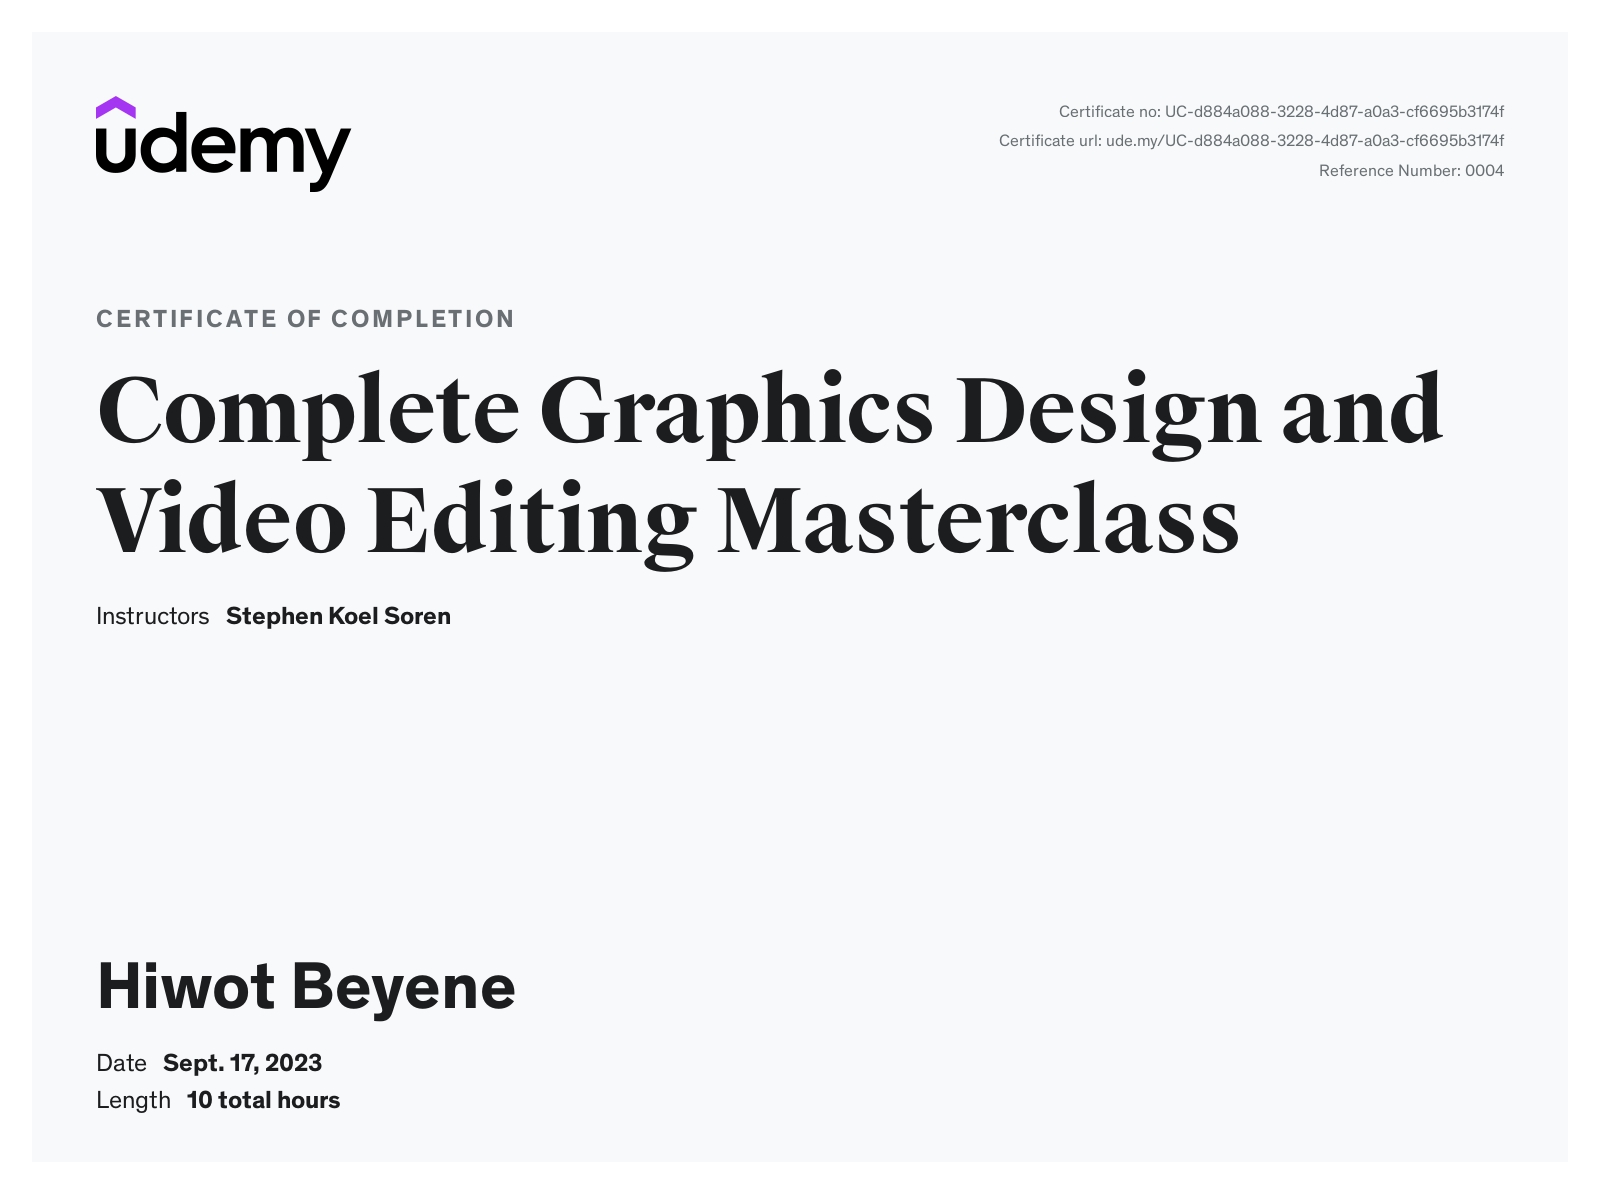 udemy
Certificate no: UC-d884a088-3228-4d87-a0a3-cf6695b3174f
Certificate url: ude.my/UC-d884a088-3228-4d87-a0a3-cf6695b3174f
Reference Number: 0004
CERTIFICATE OF COMPLETION
Complete Graphics Design and
Video Editing Masterclass
Instructors Stephen Koel Soren
Hiwot Beyene
Date Sept. 17, 2023
Length 10 total hours